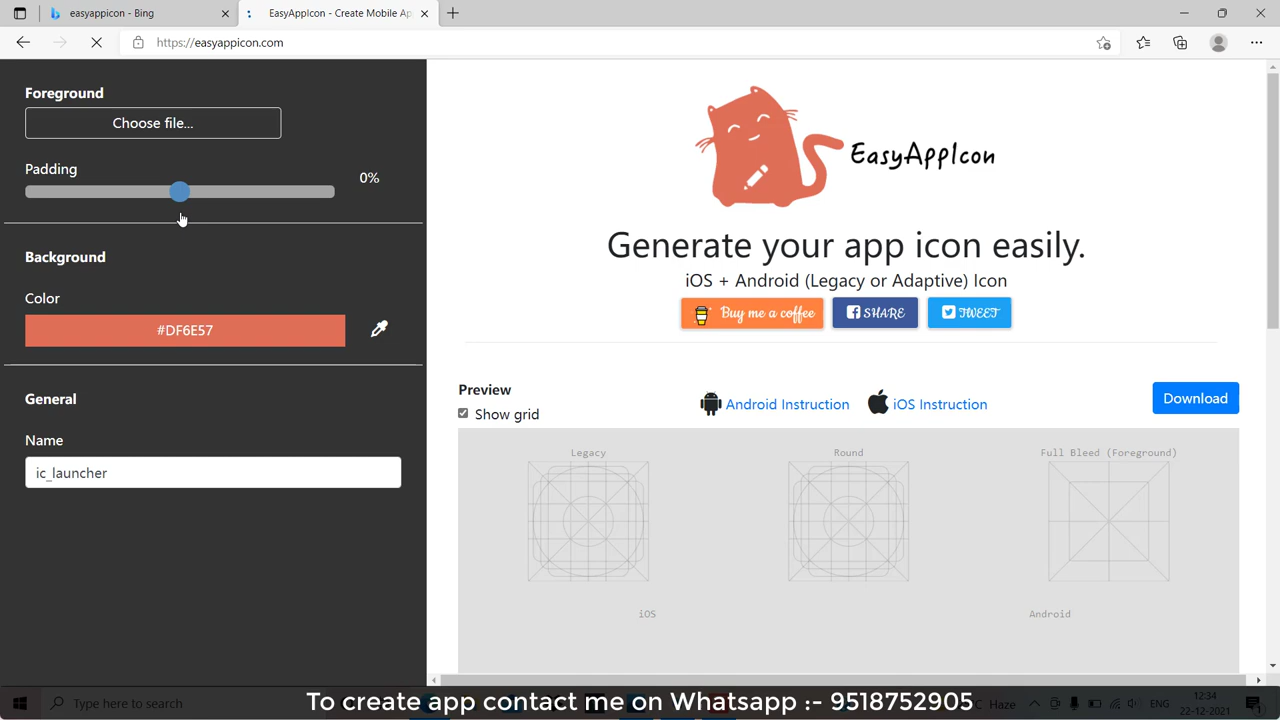 easyappicon - Bing
EasyAppIcon - Create Mobile Ap
https://easyappicon.com
Foreground
Choose file...
Padding
0%
Background
Color
#DF6E57
General
Name
ic_launcher
EasyAppIcon
Generate your app icon easily.
iOS + Android (Legacy or Adaptive) Icon
Buy me a coffee
SHARE
TWEET
Preview
Show grid
Android Instruction
iOS Instruction
Download
Legacy
Round
Full Bleed (Foreground)
iOS
Android
To create app contact me on Whatsapp :- 9518752905
Type here to search
Haze
ENG
12:34
22-12-2021